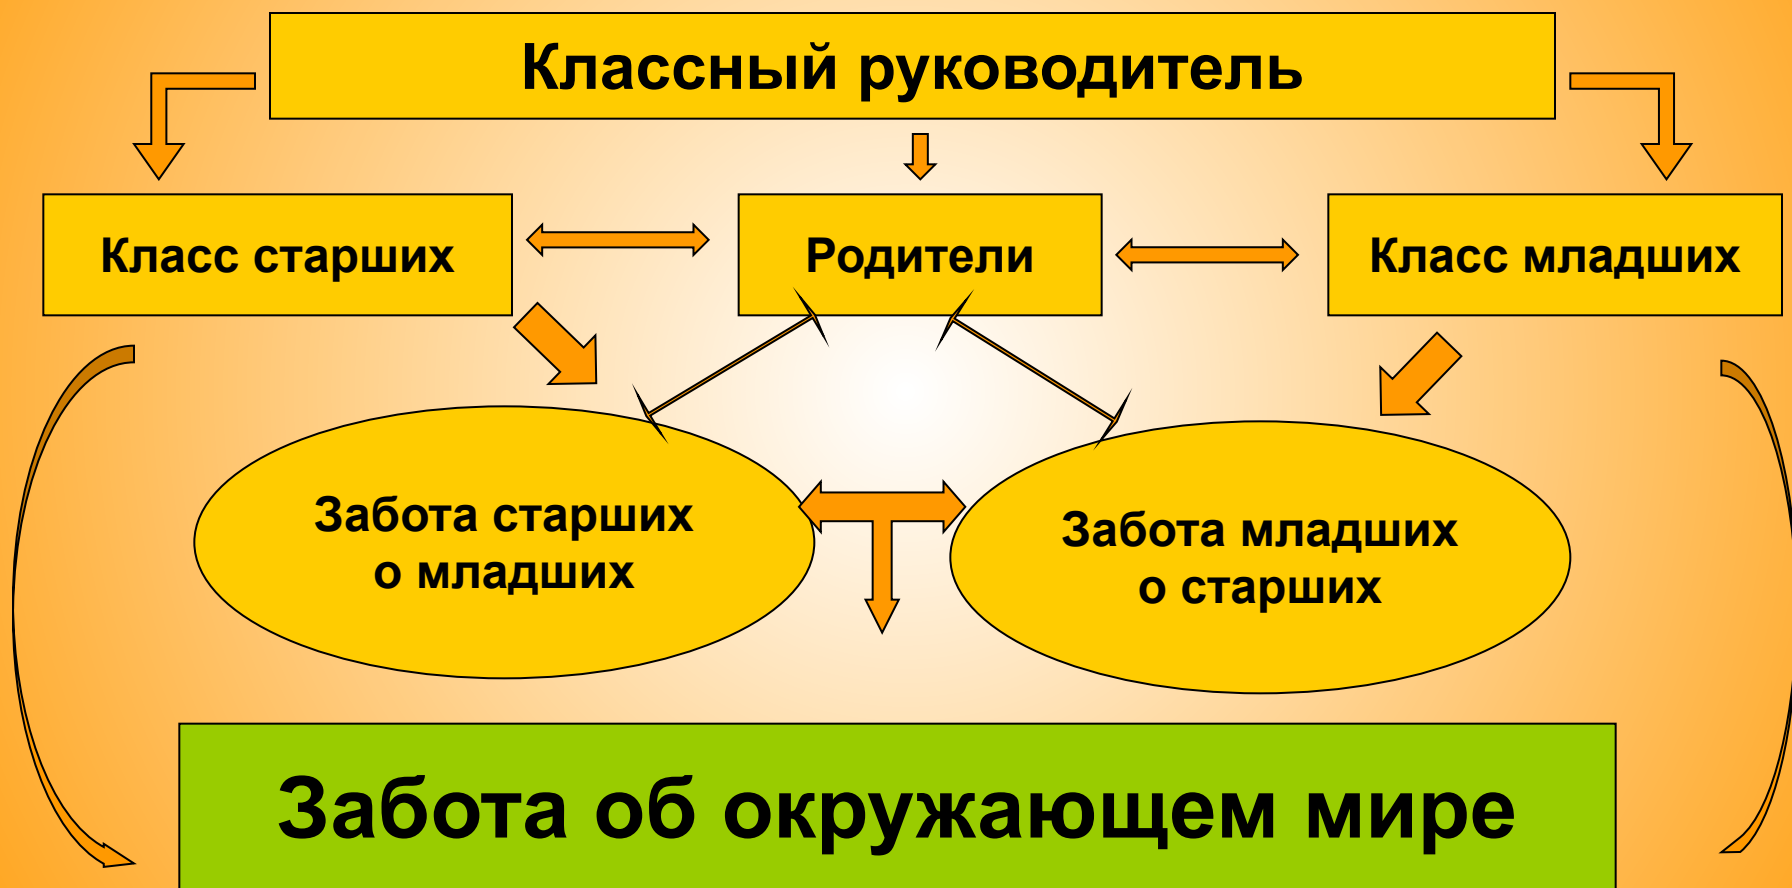 Классный руководитель
Класс старших
Родители
Класс младших
Забота старших
о младших
Забота младших
о старших
Забота об окружающем мире